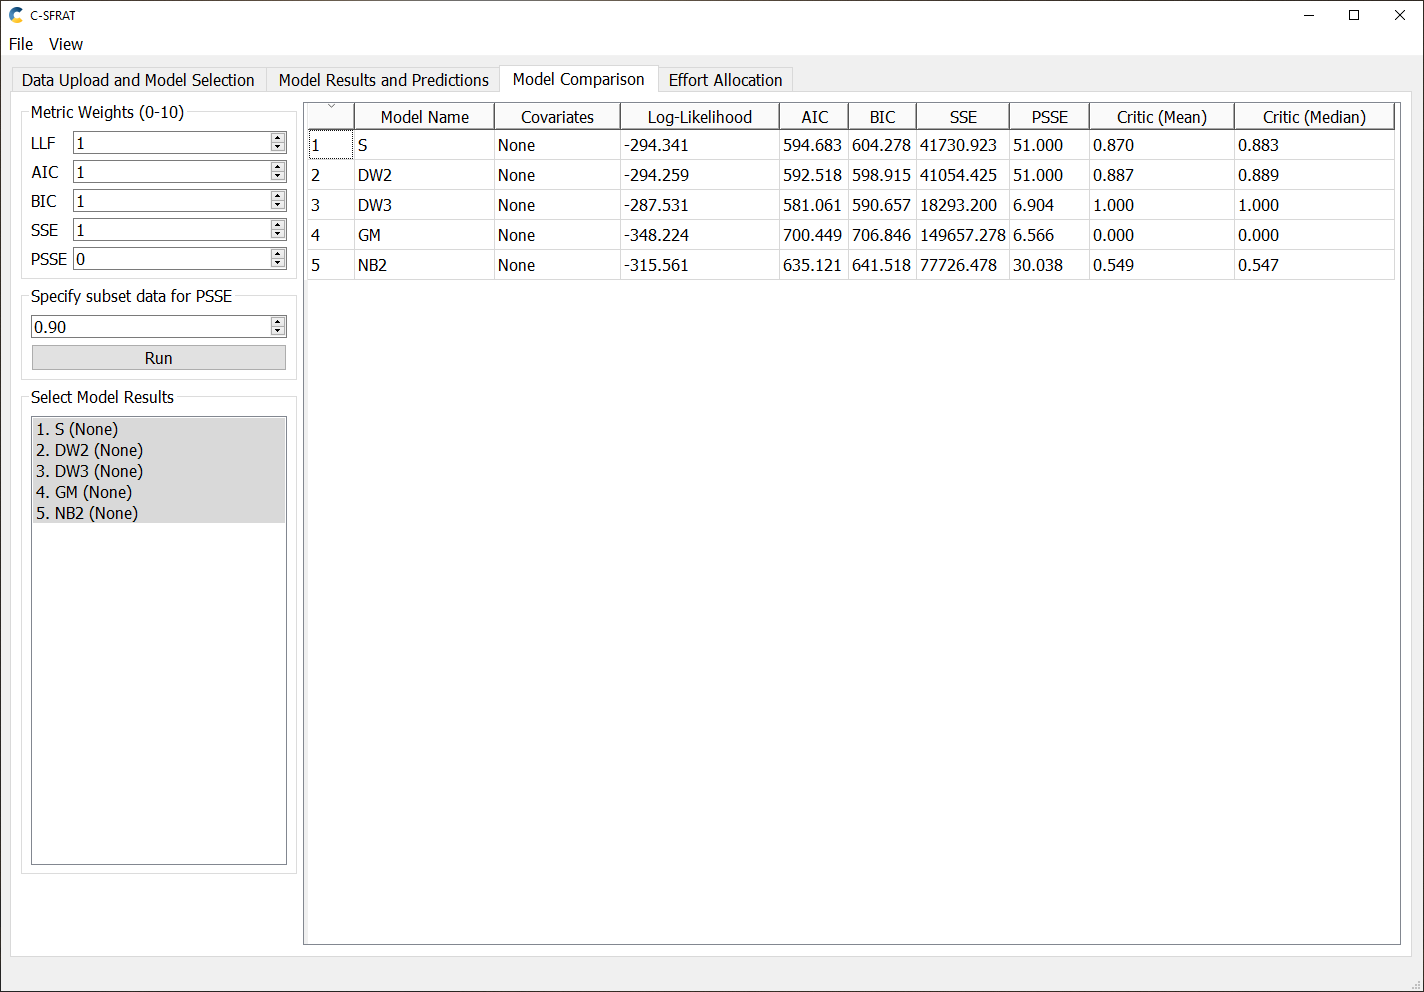 C-SFRAT
File View
Data Upload and Model Selection Model Results and Predictions Model Comparison Effort Allocation
Metric Weights (0-10)
LLF 1
AIC 1
BIC 1
SSE 1
PSSE 0
Specify subset data for PSSE
0.90
Run
Select Model Results
1. S (None)
2. DW2 (None)
3. DW3 (None)
4. GM (None)
5. NB2 (None)
Model Name Covariates Log-Likelihood AIC BIC SSE PSSE Critic (Mean) Critic (Median)
1 S None -294.341 594.683 604.278 41730.923 51.000 0.870 0.883
2 DW2 None -294.259 592.518 598.915 41054.425 51.000 0.887 0.889
3 DW3 None -287.531 581.061 590.657 18293.200 6.904 1.000 1.000
4 GM None -348.224 700.449 706.846 149657.278 6.566 0.000 0.000
5 NB2 None -315.561 635.121 641.518 77726.478 30.038 0.549 0.547